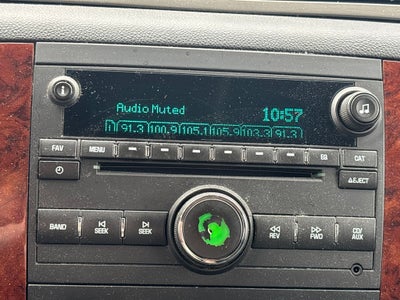 Audio Muted 10:57
1 91.3 100.9 105.1 105.9 103.3 91.3
FAV MENU EQ CAT
EJECT
BAND SEEK SEEK REV FWD CD/AUX